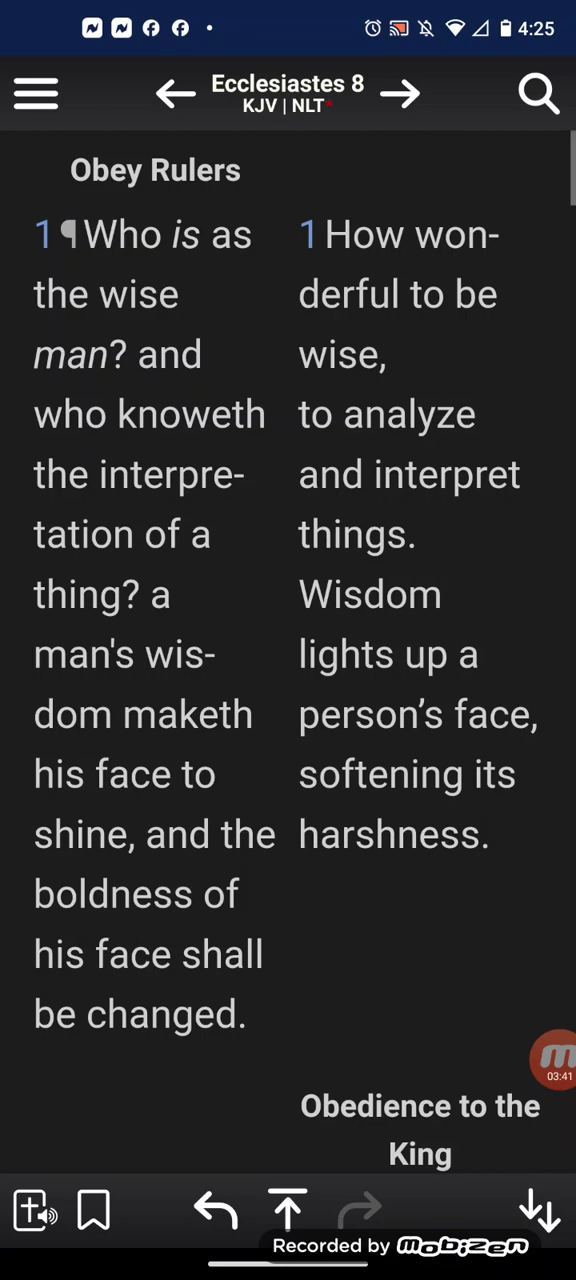 4:25
Ecclesiastes 8
KJV | NLT*
Obey Rulers
1 ¶ Who is as
the wise
man? and
who knoweth
the interpre-
tation of a
thing? a
man's wis-
dom maketh
his face to
shine, and the
boldness of
his face shall
be changed.
1 How won-
derful to be
wise,
to analyze
and interpret
things.
Wisdom
lights up a
person’s face,
softening its
harshness.
03:41
Obedience to the
King
Recorded by mobizen